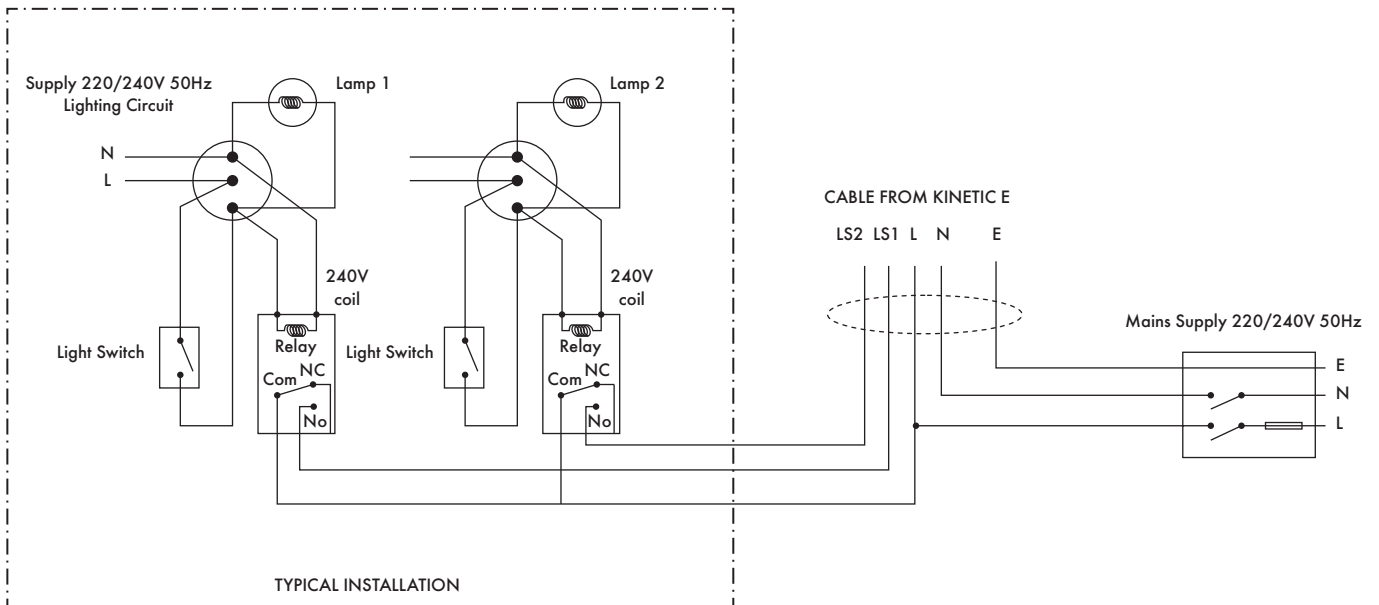 Supply 220/240V 50Hz
Lighting Circuit
Lamp 1
Lamp 2
N
L
CABLE FROM KINETIC E
LS2 LS1 L N E
240V
coil
240V
coil
Mains Supply 220/240V 50Hz
Light Switch
Relay
Light Switch
Relay
Com NC
No
Com NC
No
E
N
L
TYPICAL INSTALLATION